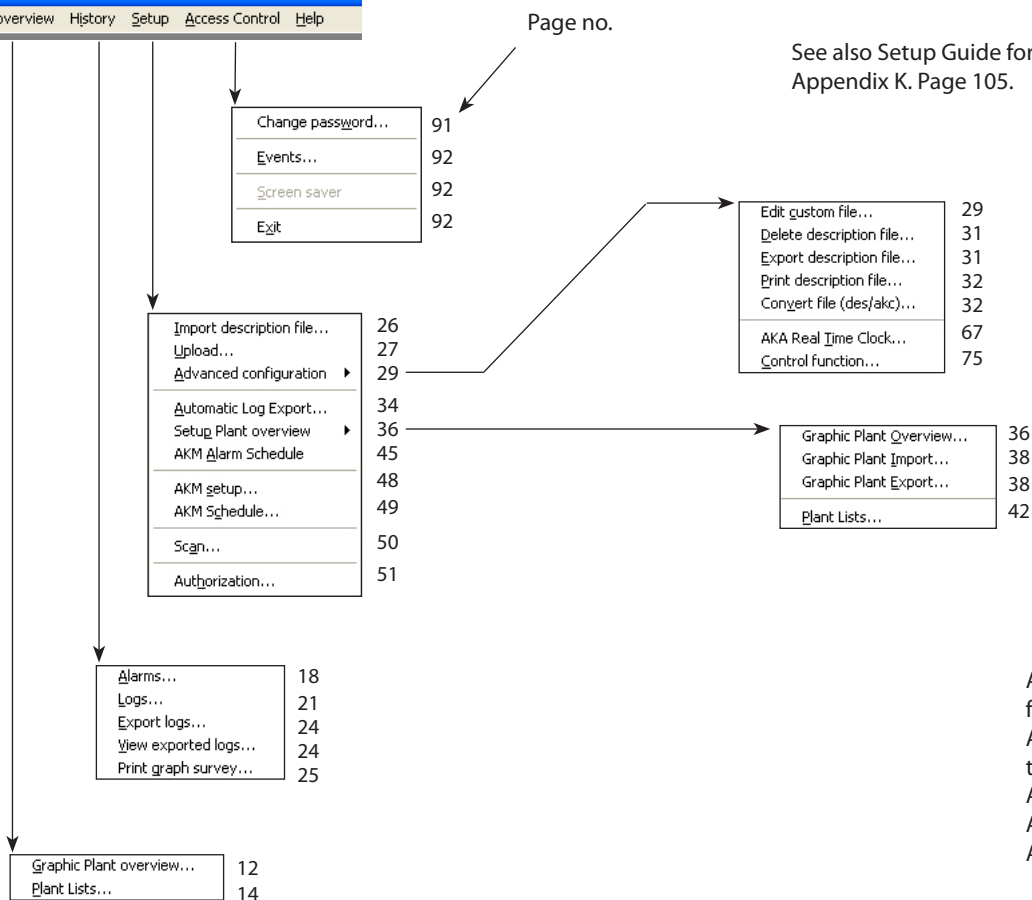 overview History Setup Access Control Help
Page no.
See also Setup Guide for
Appendix K. Page 105.
Change password... 91
Events... 92
Screen saver 92
Exit 92
Edit custom file... 29
Delete description file... 31
Export description file... 31
Print description file... 32
Convert file (des/akc)... 32
AKA Real Time Clock... 67
Control function... 75
Import description file... 26
Upload... 27
Advanced configuration 29
Automatic Log Export... 34
Setup Plant overview 36
AKM Alarm Schedule 45
AKM setup... 48
AKM Schedule... 49
Scan... 50
Authorization... 51
Graphic Plant Overview... 36
Graphic Plant Import... 38
Graphic Plant Export... 38
Plant Lists... 42
Alarms... 18
Logs... 21
Export logs... 24
View exported logs... 24
Print graph survey... 25
Graphic Plant overview... 12
Plant Lists... 14